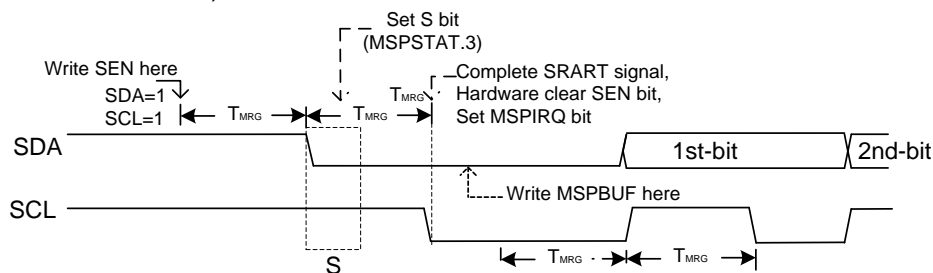 Set S bit
(MSPSTAT.3)
Write SEN here
SDA=1
SCL=1
TMRG
TMRG
TMRG
Complete SRART signal,
Hardware clear SEN bit,
Set MSPIRQ bit
SDA
1st-bit
2nd-bit
Write MSPBUF here
SCL
TMRG
TMRG
S